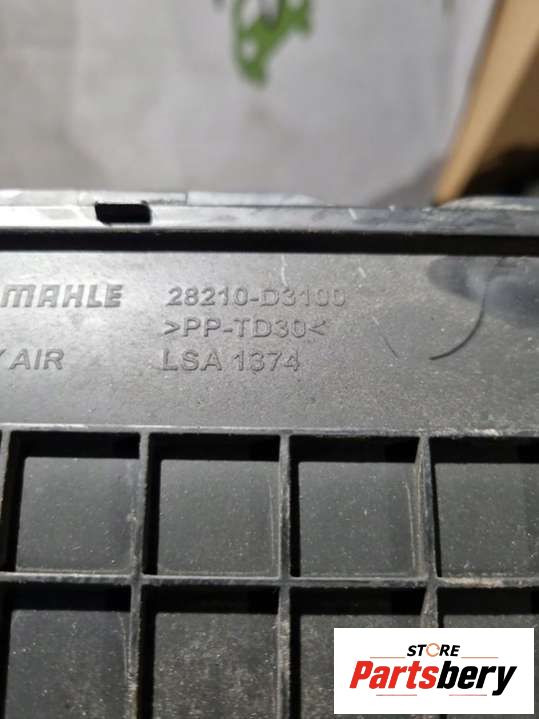 MAHLE 28210-D3100
>PP-TD30<
AIR LSA 1374
STORE
Partsbery